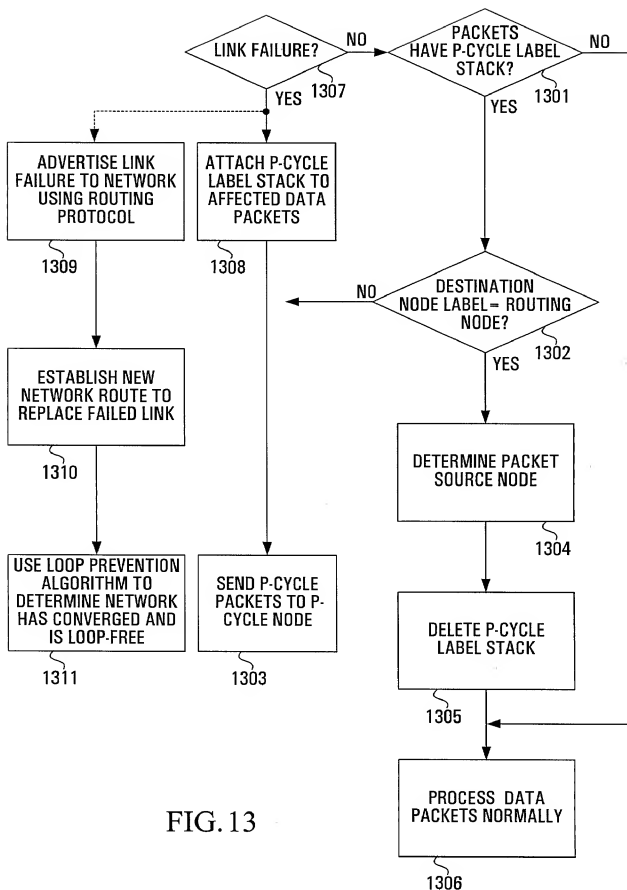 LINK FAILURE?
1307
NO
YES
PACKETS
HAVE P-CYCLE LABEL
STACK?
1301
NO
YES
ADVERTISE LINK
FAILURE TO NETWORK
USING ROUTING
PROTOCOL
1309
ATTACH P-CYCLE
LABEL STACK TO
AFFECTED DATA
PACKETS
1308
DESTINATION
NODE LABEL= ROUTING
NODE?
1302
NO
YES
ESTABLISH NEW
NETWORK ROUTE TO
REPLACE FAILED LINK
1310
DETERMINE PACKET
SOURCE NODE
1304
USE LOOP PREVENTION
ALGORITHM TO
DETERMINE NETWORK
HAS CONVERGED AND
IS LOOP-FREE
1311
SEND P-CYCLE
PACKETS TO P-
CYCLE NODE
1303
DELETE P-CYCLE
LABEL STACK
1305
PROCESS DATA
PACKETS NORMALLY
1306
FIG. 13